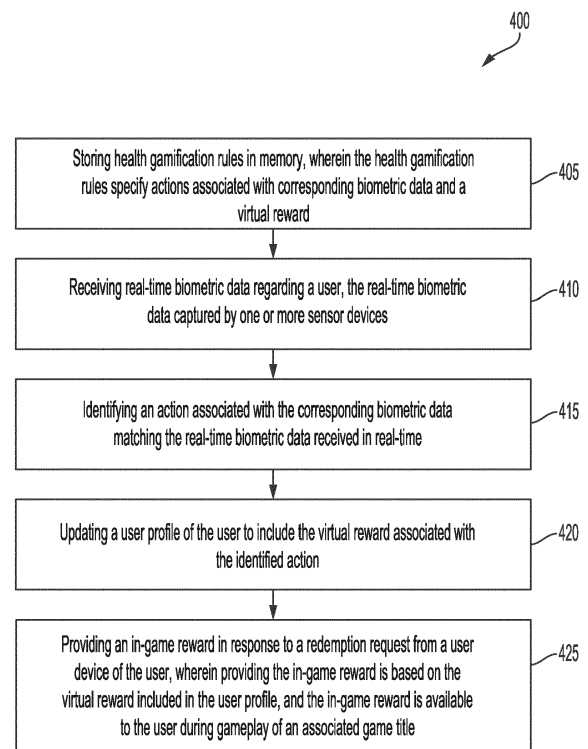 400
Storing health gamification rules in memory, wherein the health gamification
rules specify actions associated with corresponding biometric data and a
virtual reward
405
Receiving real-time biometric data regarding a user, the real-time biometric
data captured by one or more sensor devices
410
Identifying an action associated with the corresponding biometric data
matching the real-time biometric data received in real-time
415
Updating a user profile of the user to include the virtual reward associated with
the identified action
420
Providing an in-game reward in response to a redemption request from a user
device of the user, wherein providing the in-game reward is based on the
virtual reward included in the user profile, and the in-game reward is available
to the user during gameplay of an associated game title
425